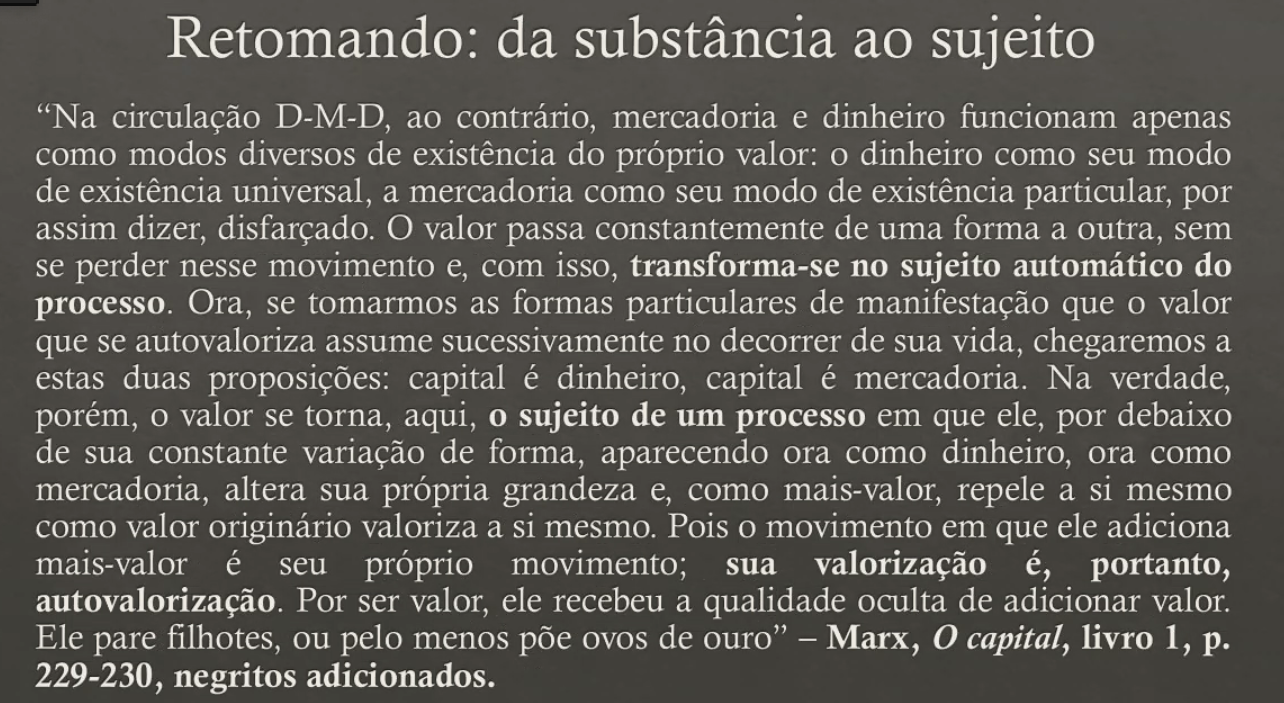 Retomando: da substância ao sujeito
“Na circulação D-M-D, ao contrário, mercadoria e dinheiro funcionam apenas
como modos diversos de existência do próprio valor: o dinheiro como seu modo
de existência universal, a mercadoria como seu modo de existência particular, por
assim dizer, disfarçado. O valor passa constantemente de uma forma a outra, sem
se perder nesse movimento e, com isso, transforma-se no sujeito automático do
processo. Ora, se tomarmos as formas particulares de manifestação que o valor
que se autovaloriza assume sucessivamente no decorrer de sua vida, chegaremos a
estas duas proposições: capital é dinheiro, capital é mercadoria. Na verdade,
porém, o valor se torna, aqui, o sujeito de um processo em que ele, por debaixo
de sua constante variação de forma, aparecendo ora como dinheiro, ora como
mercadoria, altera sua própria grandeza e, como mais-valor, repele a si mesmo
como valor originário valoriza a si mesmo. Pois o movimento em que ele adiciona
mais-valor é seu próprio movimento; sua valorização é, portanto,
autovalorização. Por ser valor, ele recebeu a qualidade oculta de adicionar valor.
Ele pare filhotes, ou pelo menos põe ovos de ouro” – Marx, O capital, livro 1, p.
229-230, negritos adicionados.